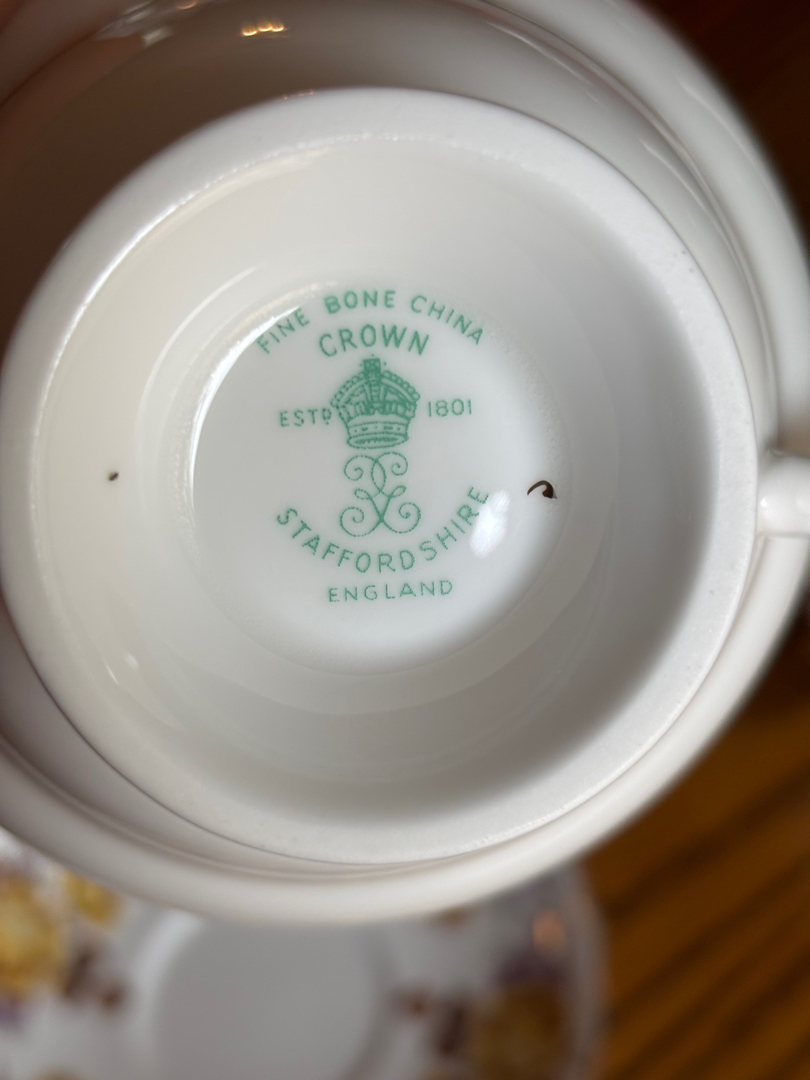 FINE BONE CHINA
CROWN
ESTD 1801
STAFFORDSHIRE
ENGLAND